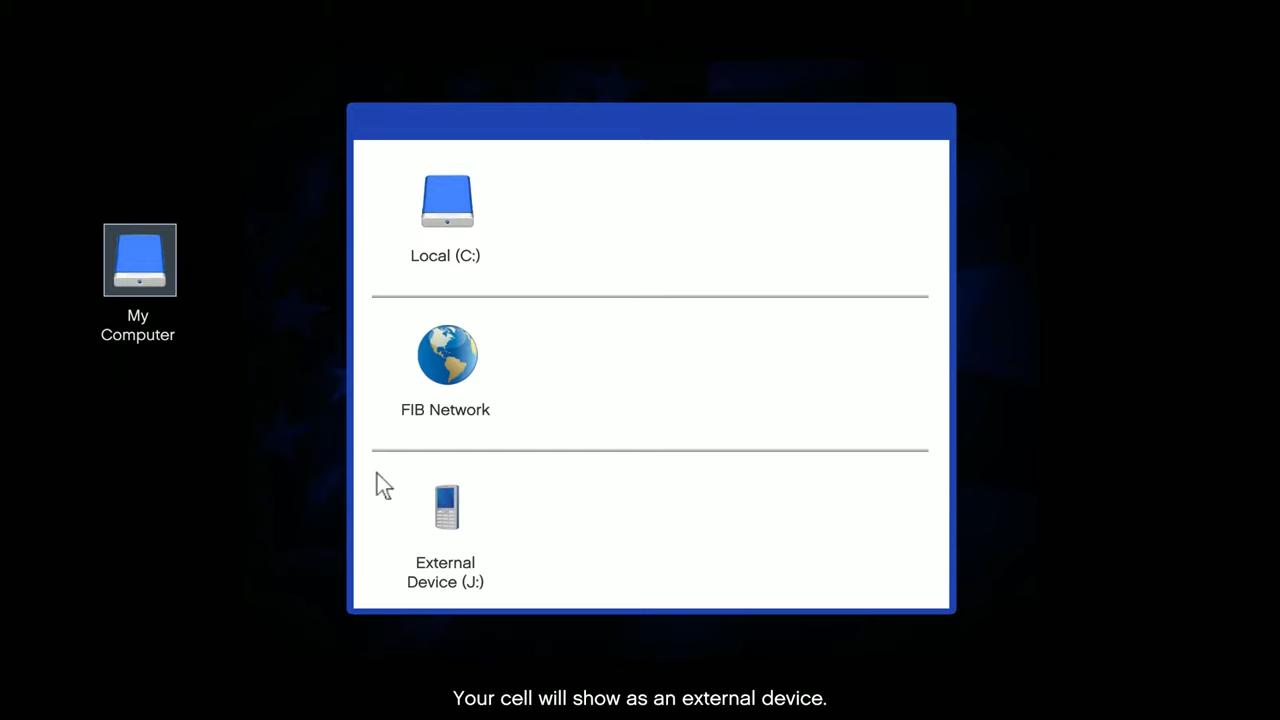 Local (C:)
My
Computer
FIB Network
External
Device (J:)
Your cell will show as an external device.